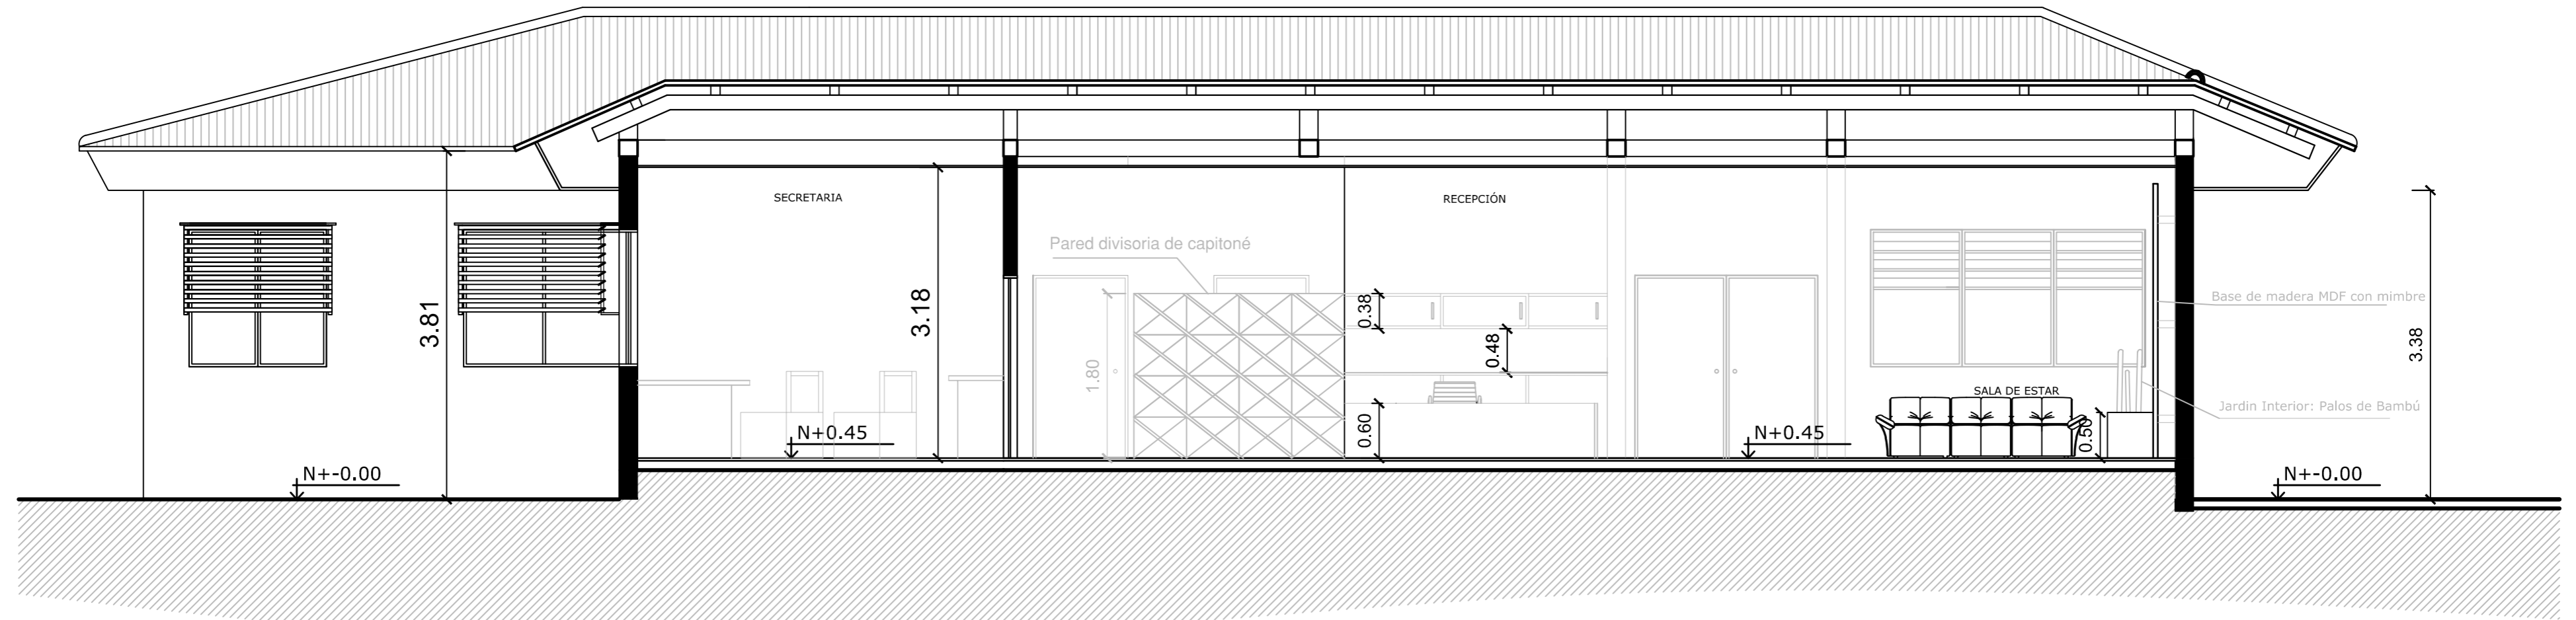 SECRETARIA
RECEPCIÓN
Pared divisoria de capitoné
3.81
3.18
1.80
0.38
0.48
0.60
Base de madera MDF con mimbre
3.38
SALA DE ESTAR
Jardin Interior: Palos de Bambú
0.50
N+0.45
N+0.45
N+-0.00
N+-0.00